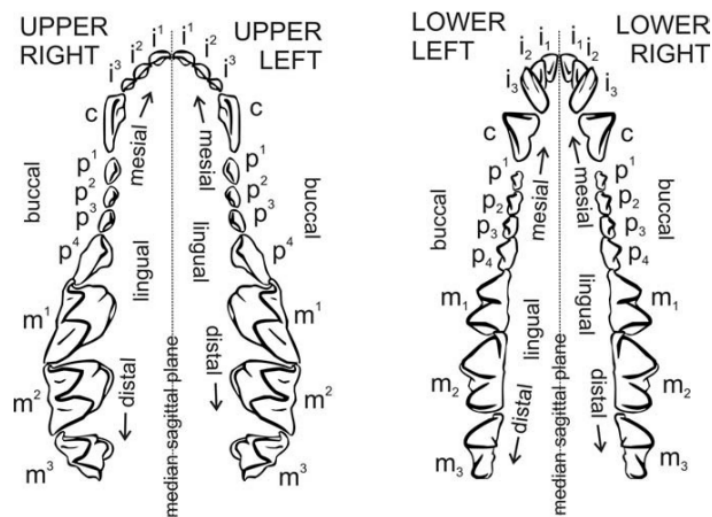 UPPER RIGHT
UPPER LEFT
i¹ i¹
i² i²
i³ i³
c c
mesial mesial
p¹ p¹
p² p²
p³ p³
p⁴ p⁴
buccal buccal
lingual lingual
m¹ m¹
distal distal
m² m²
m³ m³
median sagittal plane
LOWER LEFT
LOWER RIGHT
i₁ i₁
i₂ i₂
i₃ i₃
c c
mesial mesial
p¹ p¹
p₂ p₂
p₃ p₃
p₄ p₄
buccal buccal
lingual lingual
m₁ m₁
distal distal
m₂ m₂
m₃ m₃
median sagittal plane